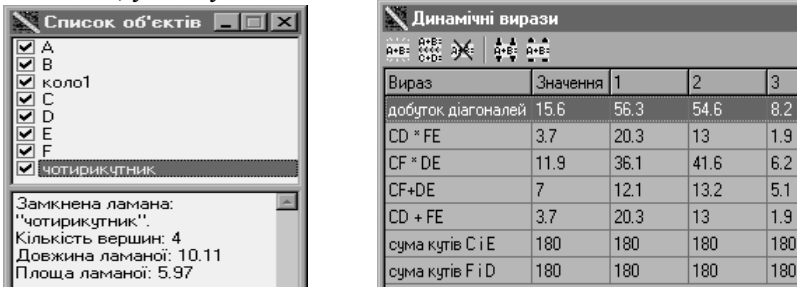 Список об'єктів
A
B
коло1
C
D
E
F
чотирикутник
Замкнена ламана:
"чотирикутник".
Кількість вершин: 4
Довжина ламаної: 10.11
Площа ламаної: 5.97
Динамічні вирази
Вираз Значення 1 2 3
добуток діагоналей 15.6 56.3 54.6 8.2
CD * FE 3.7 20.3 13 1.9
CF * DE 11.9 36.1 41.6 6.2
CF+DE 7 12.1 13.2 5.1
CD + FE 3.7 20.3 13 1.9
сума кутів C і E 180 180 180 180
сума кутів F і D 180 180 180 180